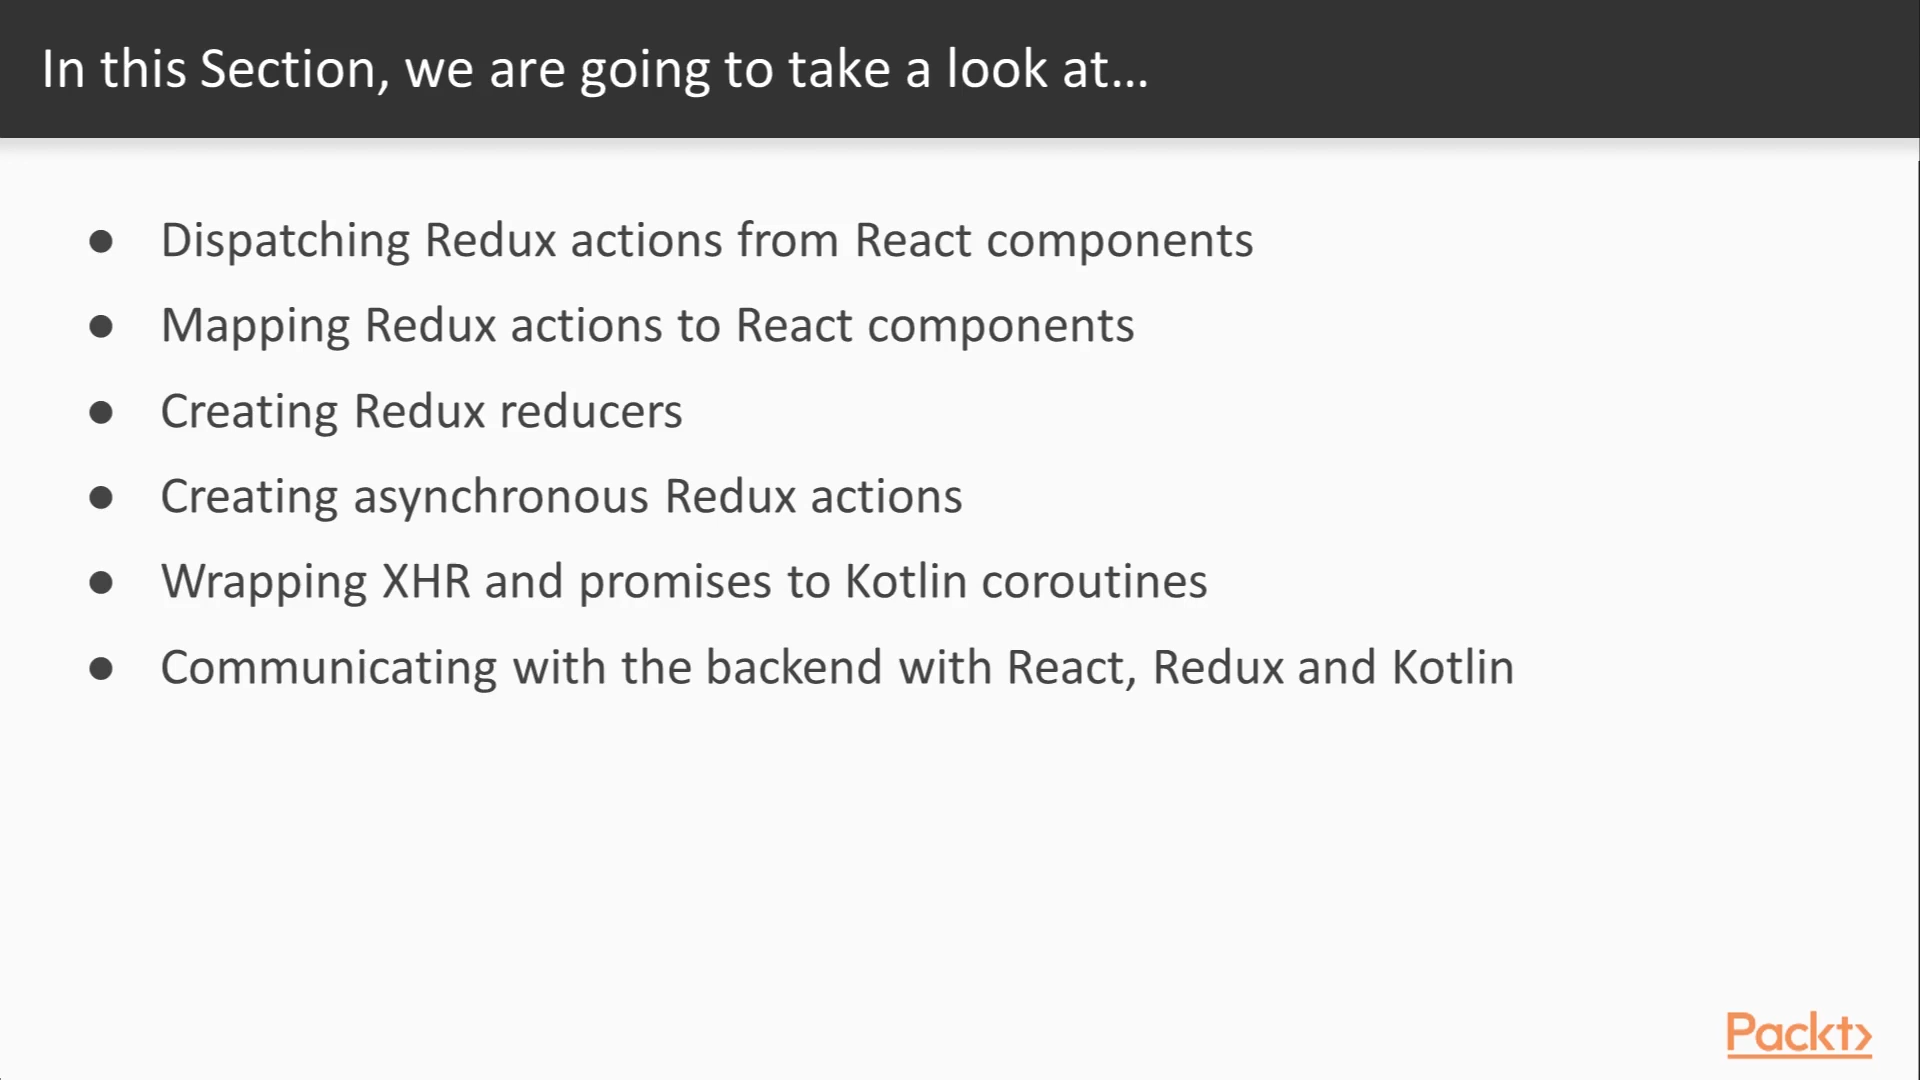 In this Section, we are going to take a look at...
● Dispatching Redux actions from React components
● Mapping Redux actions to React components
● Creating Redux reducers
● Creating asynchronous Redux actions
● Wrapping XHR and promises to Kotlin coroutines
● Communicating with the backend with React, Redux and Kotlin
Packt>